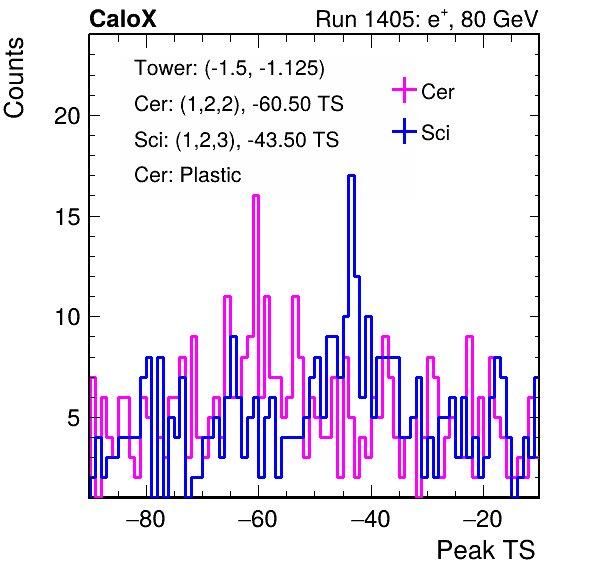 CaloX Run 1405: e⁺, 80 GeV
Counts
Tower: (-1.5, -1.125)
Cer: (1,2,2), -60.50 TS
Sci: (1,2,3), -43.50 TS
Cer: Plastic
Cer
Sci
20
15
10
5
−80 −60 −40 −20
Peak TS